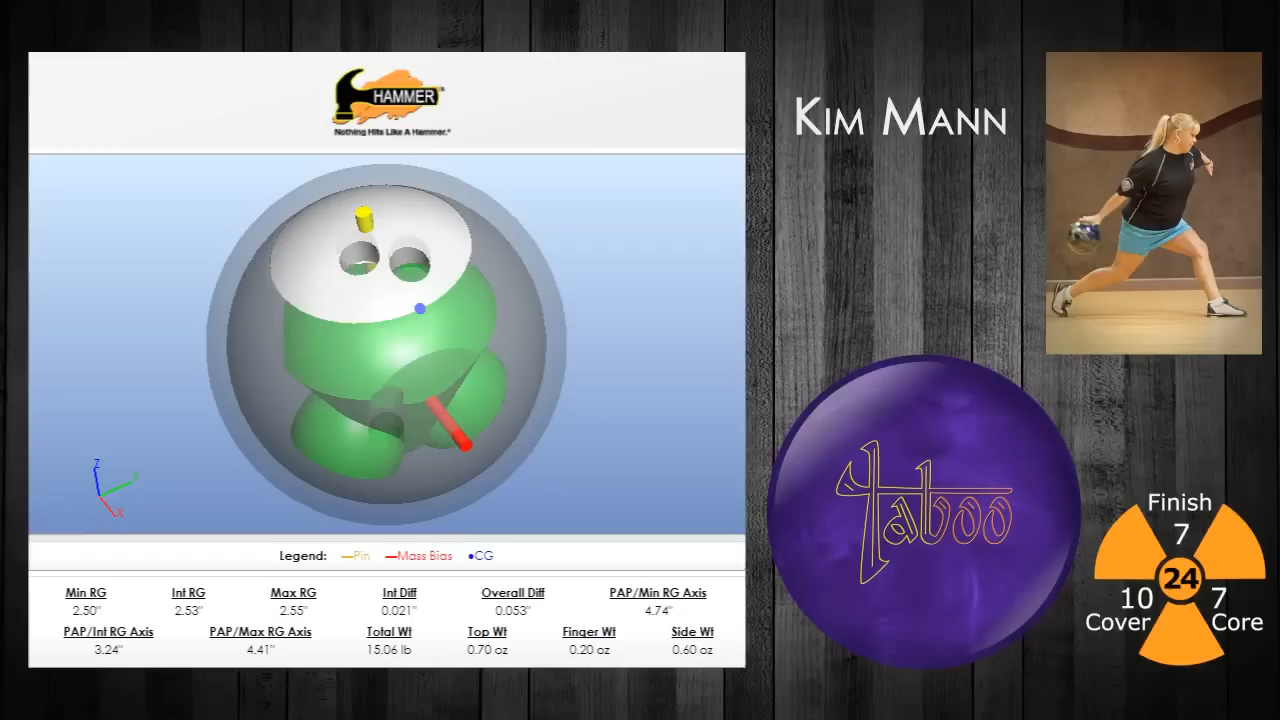 HAMMER
Nothing Hits Like A Hammer.®
KIM MANN
Z
X
Legend: Pin Mass Bias CG
Min RG Int RG Max RG Int Diff Overall Diff PAP/Min RG Axis
2.50" 2.53" 2.55" 0.021" 0.053" 4.74"
PAP/Int RG Axis PAP/Max RG Axis Total Wt Top Wt Finger Wt Side Wt
3.24" 4.41" 15.06 lb 0.70 oz 0.20 oz 0.60 oz
Taboo
Finish
7
24
10 7
Cover Core